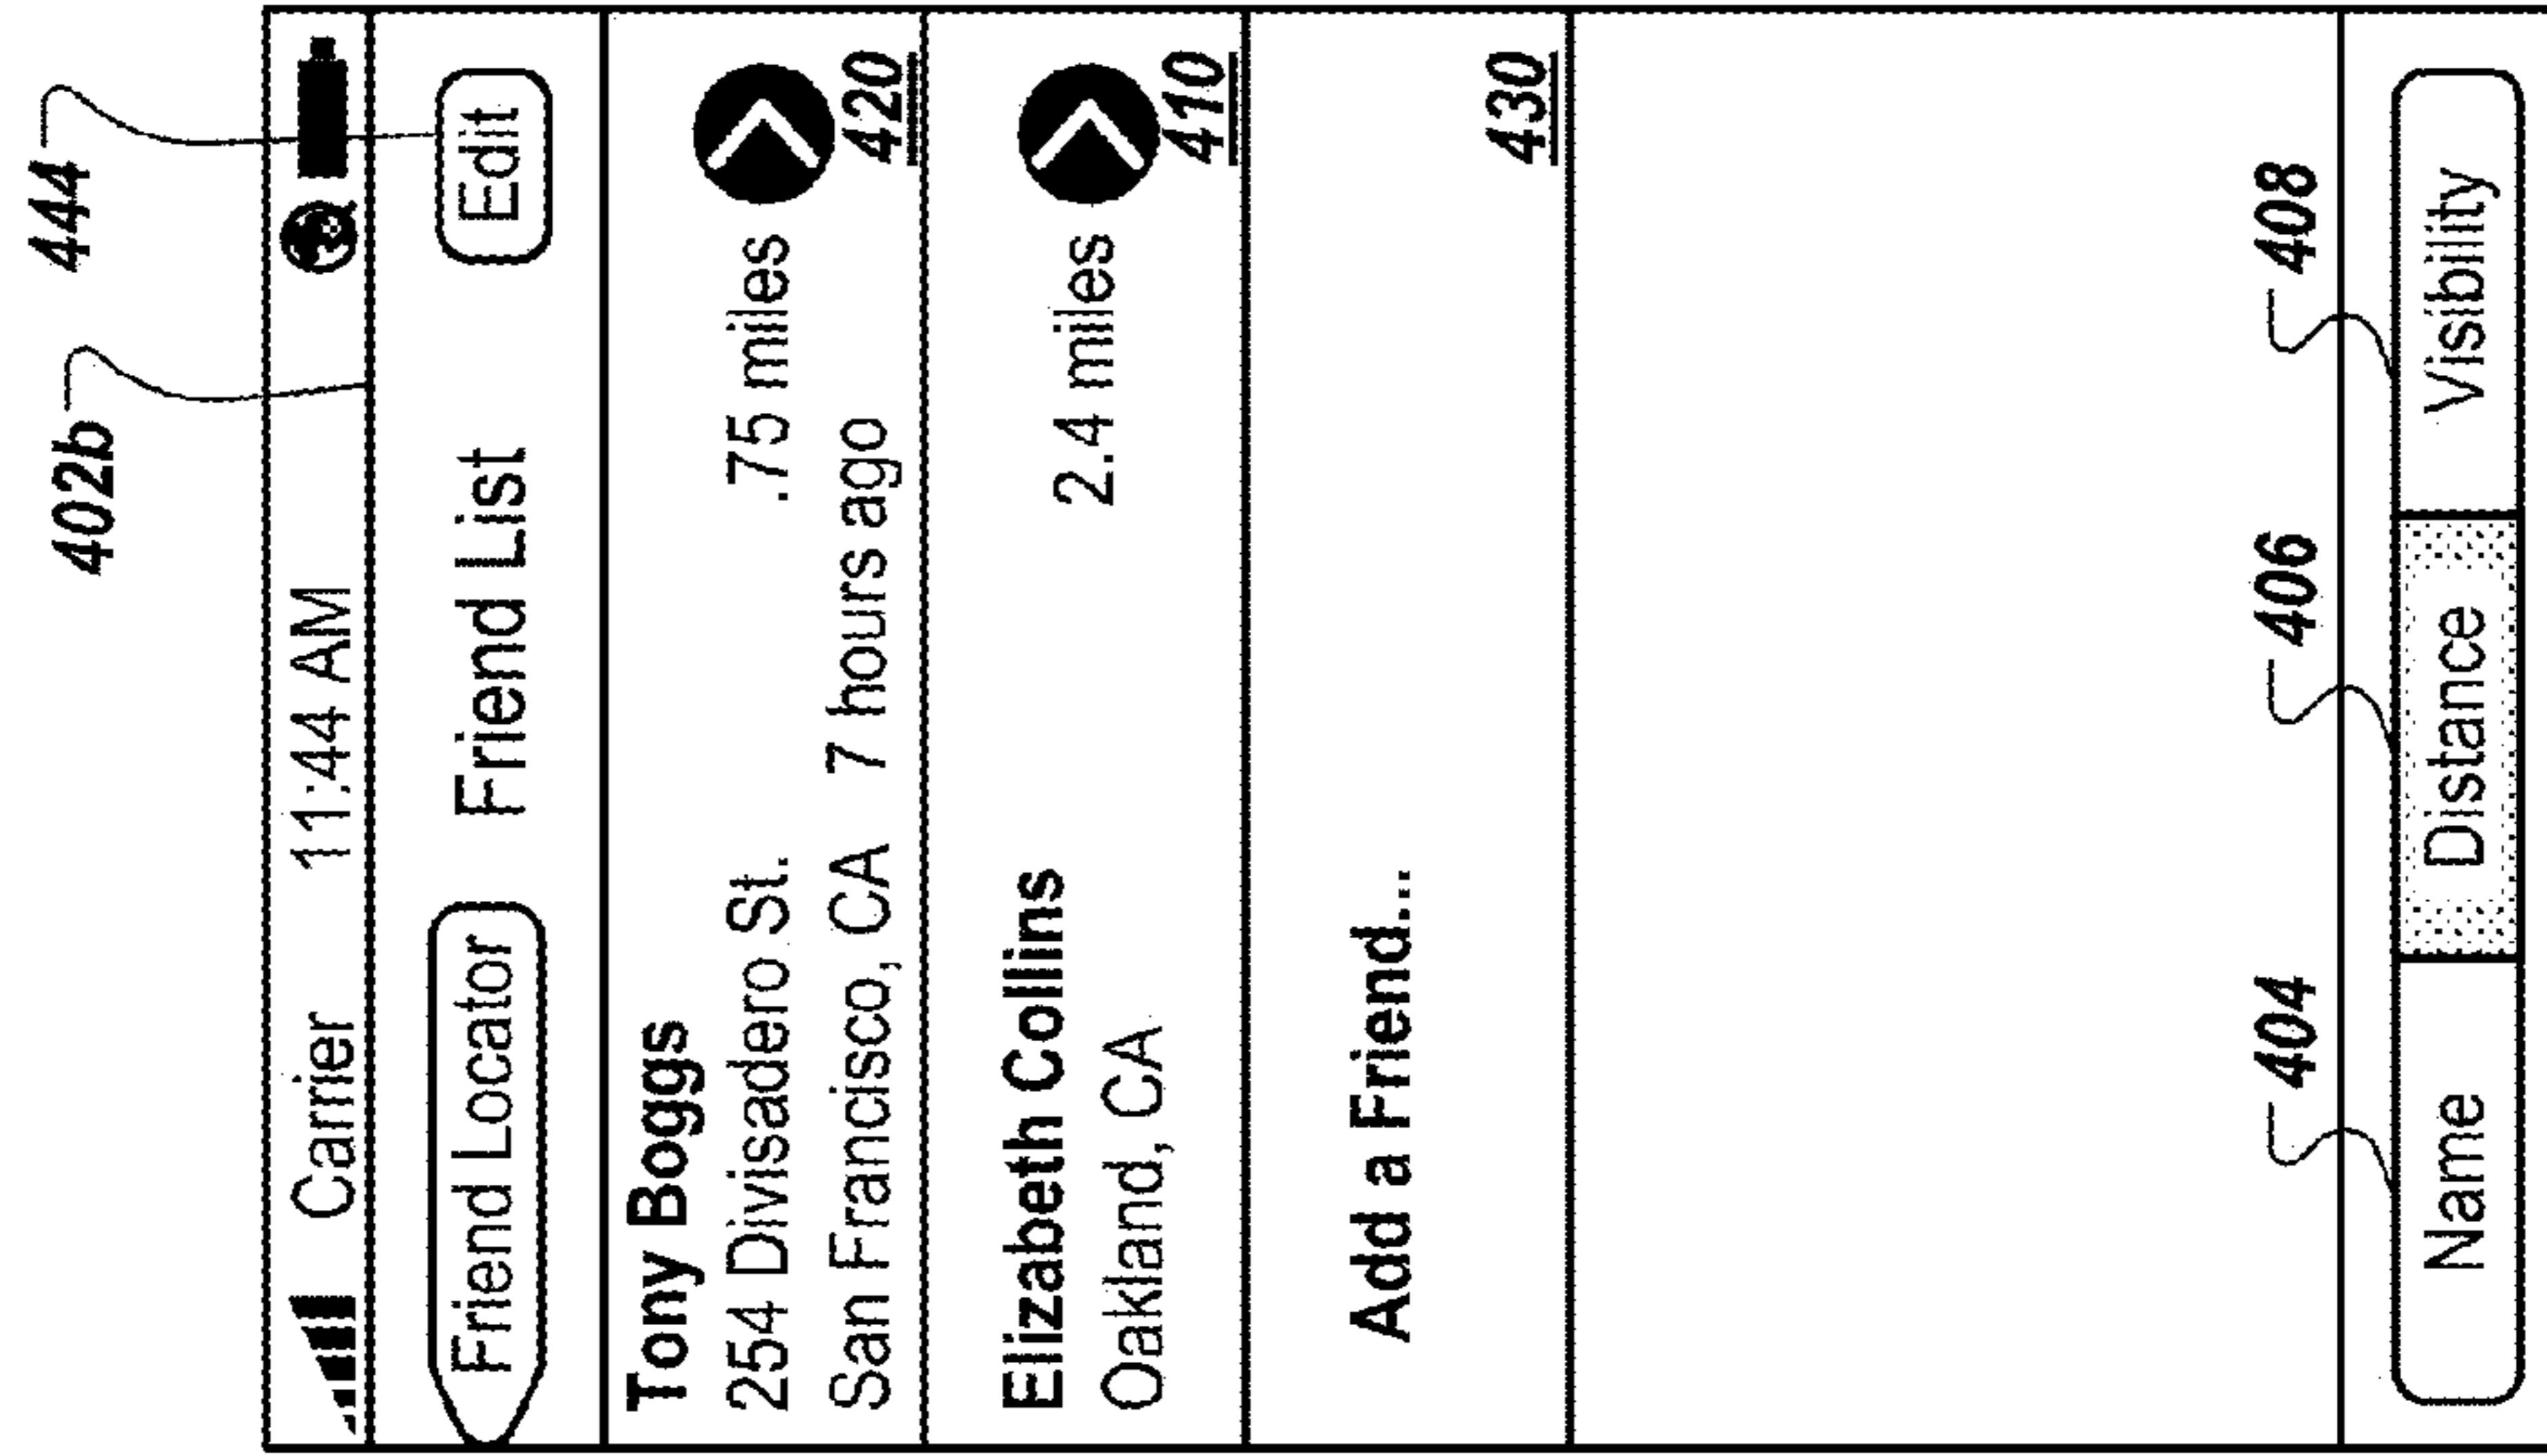 444
402b
Carrier 11:44 AM
Friend Locator Friend List Edit
Tony Boggs
254 Divisadero St. .75 miles
San Francisco, CA 7 hours ago
420
Elizabeth Collins
2.4 miles
Oakland, CA
410
Add a Friend...
430
404 406 408
Name Distance Visibility